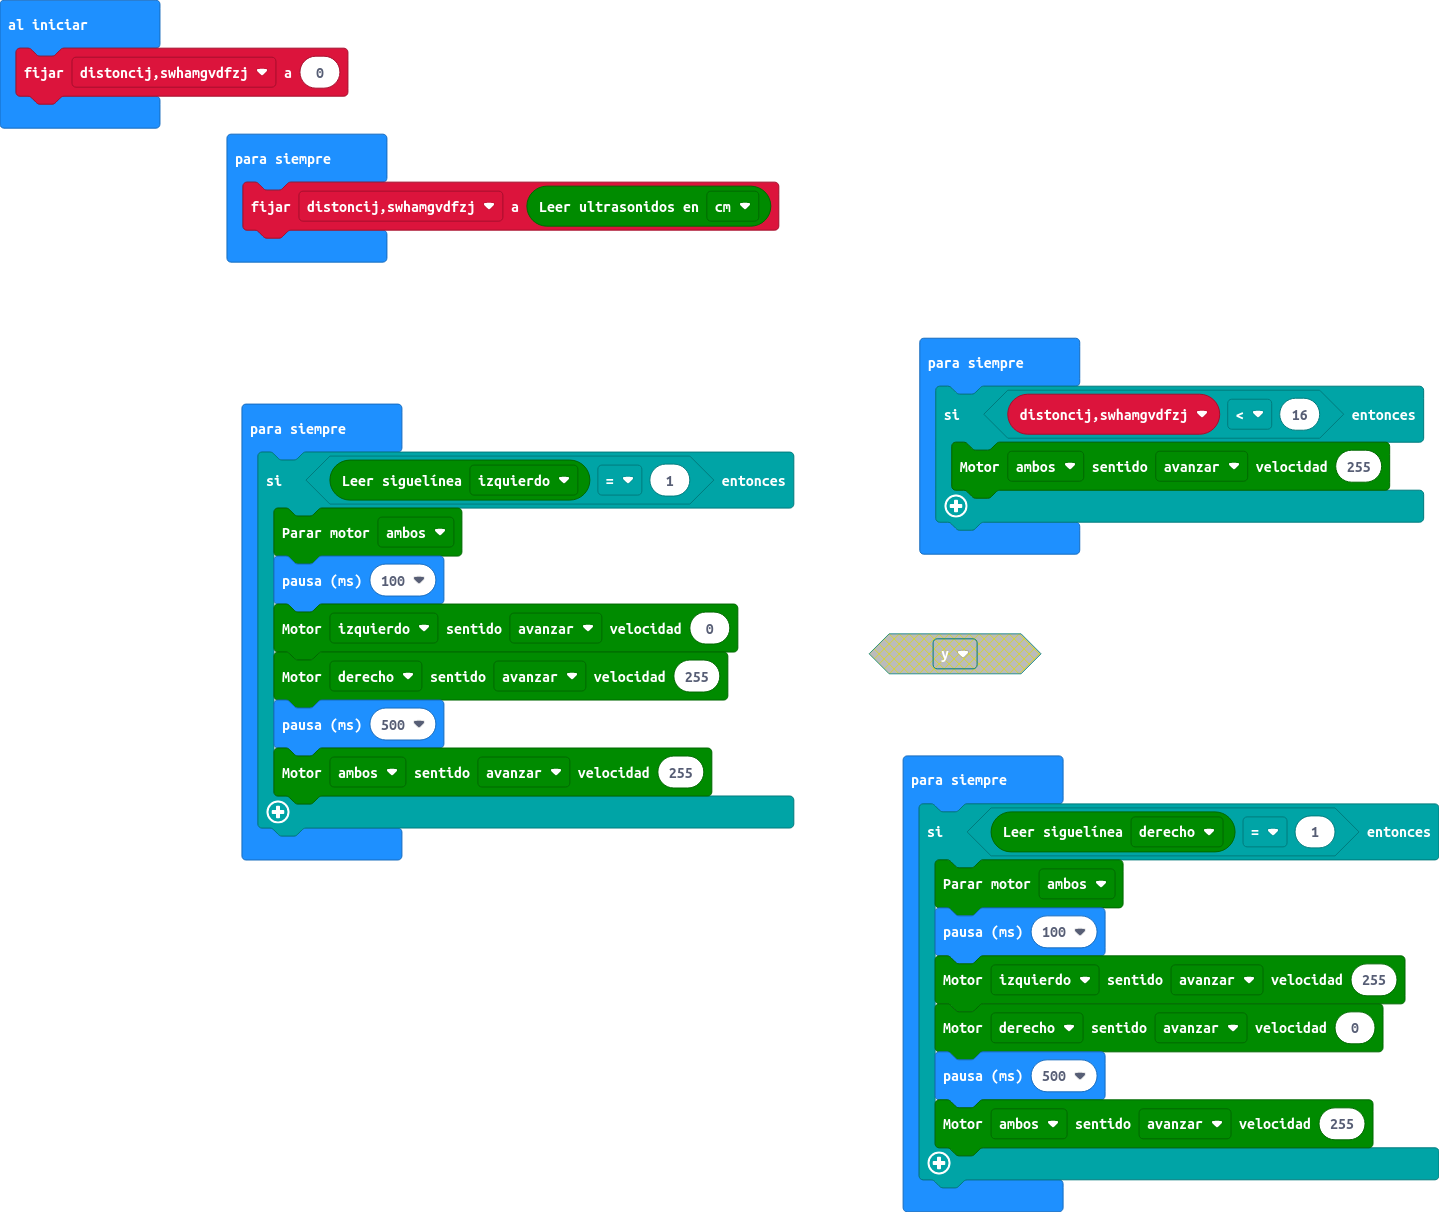 al iniciar
fijar distoncij,swhamgvdfzj a 0
para siempre
fijar distoncij,swhamgvdfzj a Leer ultrasonidos en cm
para siempre
si distoncij,swhamgvdfzj < 16 entonces
Motor ambos sentido avanzar velocidad 255
para siempre
si Leer siguelínea izquierdo = 1 entonces
Parar motor ambos
pausa (ms) 100
Motor izquierdo sentido avanzar velocidad 0
Motor derecho sentido avanzar velocidad 255
pausa (ms) 500
Motor ambos sentido avanzar velocidad 255
y
para siempre
si Leer siguelínea derecho = 1 entonces
Parar motor ambos
pausa (ms) 100
Motor izquierdo sentido avanzar velocidad 255
Motor derecho sentido avanzar velocidad 0
pausa (ms) 500
Motor ambos sentido avanzar velocidad 255